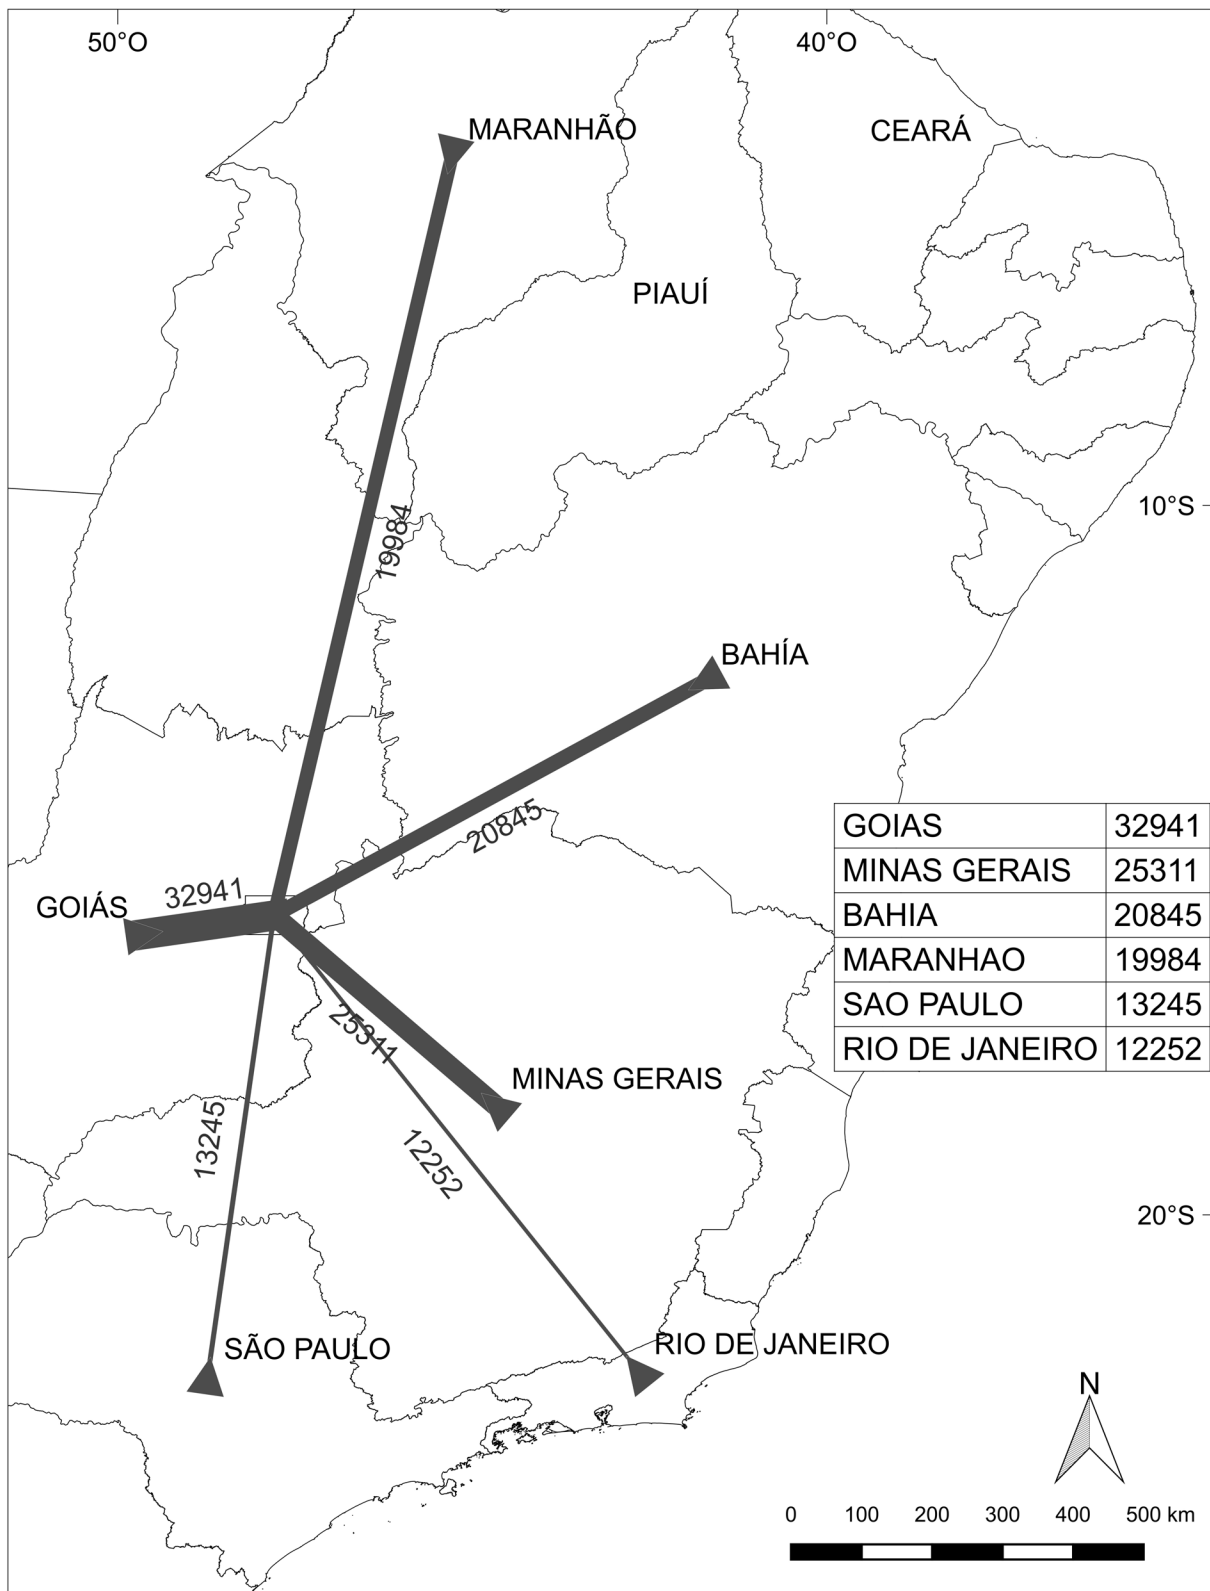 50°O
40°O
MARANHÃO
CEARÁ
PIAUÍ
10°S
19984
BAHÍA
20845
GOIAS 32941
MINAS GERAIS 25311
BAHIA 20845
MARANHAO 19984
SAO PAULO 13245
RIO DE JANEIRO 12252
32941
GOIÁS
25311
MINAS GERAIS
13245
12252
20°S
SÃO PAULO
RIO DE JANEIRO
N
0 100 200 300 400 500 km